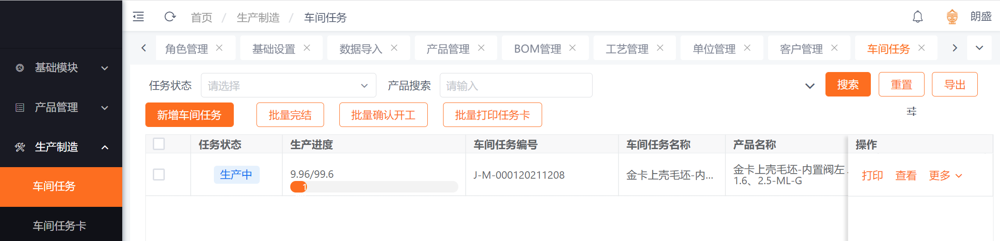 首页 / 生产制造 / 车间任务
朗盛
角色管理 基础设置 数据导入 产品管理 BOM管理 工艺管理 单位管理 客户管理 车间任务
基础模块
产品管理
生产制造
车间任务
车间任务卡
任务状态 请选择 产品搜索 请输入 搜索 重置 导出
新增车间任务 批量完结 批量确认开工 批量打印任务卡
任务状态 生产进度 车间任务编号 车间任务名称 产品名称 操作
生产中 9.96/99.6 J-M-000120211208 金卡上壳毛坯-内... 金卡上壳毛坯-内置阀左
1.6、2.5-ML-G
打印 查看 更多